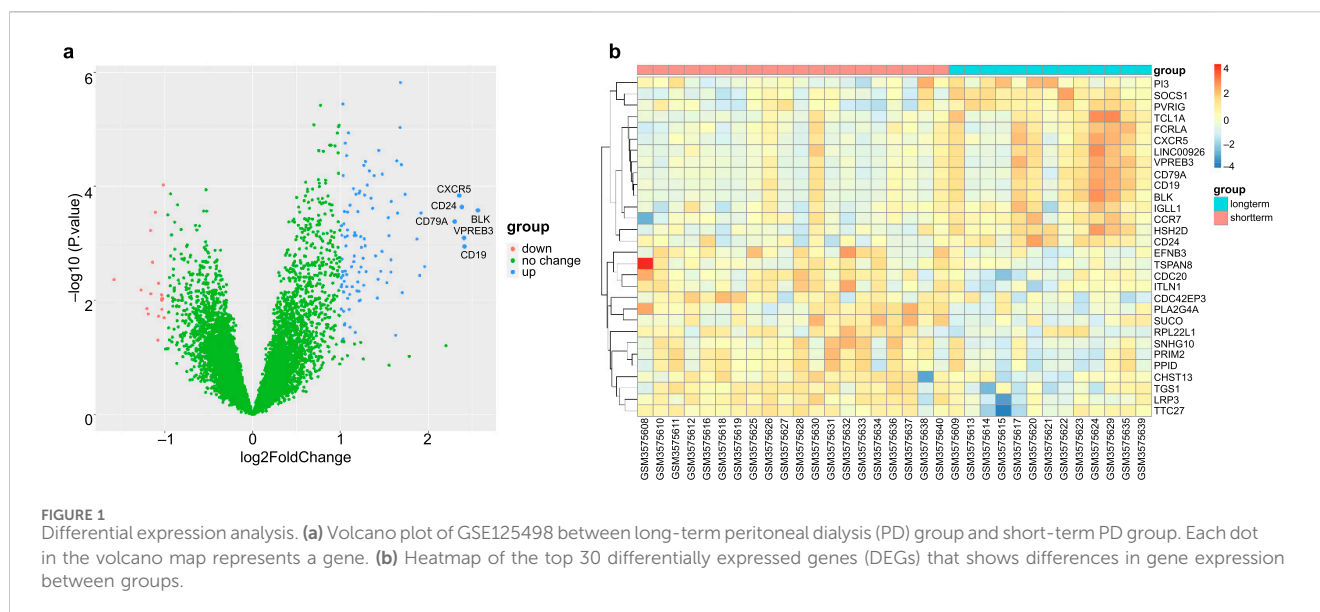 a
6
4
2
0
−log10 (P.value)
−1
0
1
2
log2FoldChange
CXCR5
CD24
BLK
CD79A
VPREB3
CD19
group
down
no change
up
b
group
PI3
SOCS1
PVRIG
TCL1A
FCRLA
CXCR5
LINC00926
VPREB3
CD79A
CD19
BLK
IGLL1
CCR7
HSH2D
CD24
EFNB3
TSPAN8
CDC20
ITLN1
CDC42EP3
PLA2G4A
SUCO
RPL22L1
SNHG10
PRIM2
PPID
CHST13
TGS1
LRP3
TTC27
4
2
0
−2
−4
group
longterm
shortterm
GSM3575608
GSM3575610
GSM3575611
GSM3575612
GSM3575616
GSM3575618
GSM3575619
GSM3575625
GSM3575626
GSM3575627
GSM3575628
GSM3575630
GSM3575631
GSM3575632
GSM3575633
GSM3575634
GSM3575636
GSM3575637
GSM3575638
GSM3575640
GSM3575609
GSM3575613
GSM3575614
GSM3575615
GSM3575617
GSM3575620
GSM3575621
GSM3575622
GSM3575623
GSM3575624
GSM3575629
GSM3575635
GSM3575639
FIGURE 1
Differential expression analysis. (a) Volcano plot of GSE125498 between long-term peritoneal dialysis (PD) group and short-term PD group. Each dot
in the volcano map represents a gene. (b) Heatmap of the top 30 differentially expressed genes (DEGs) that shows differences in gene expression
between groups.